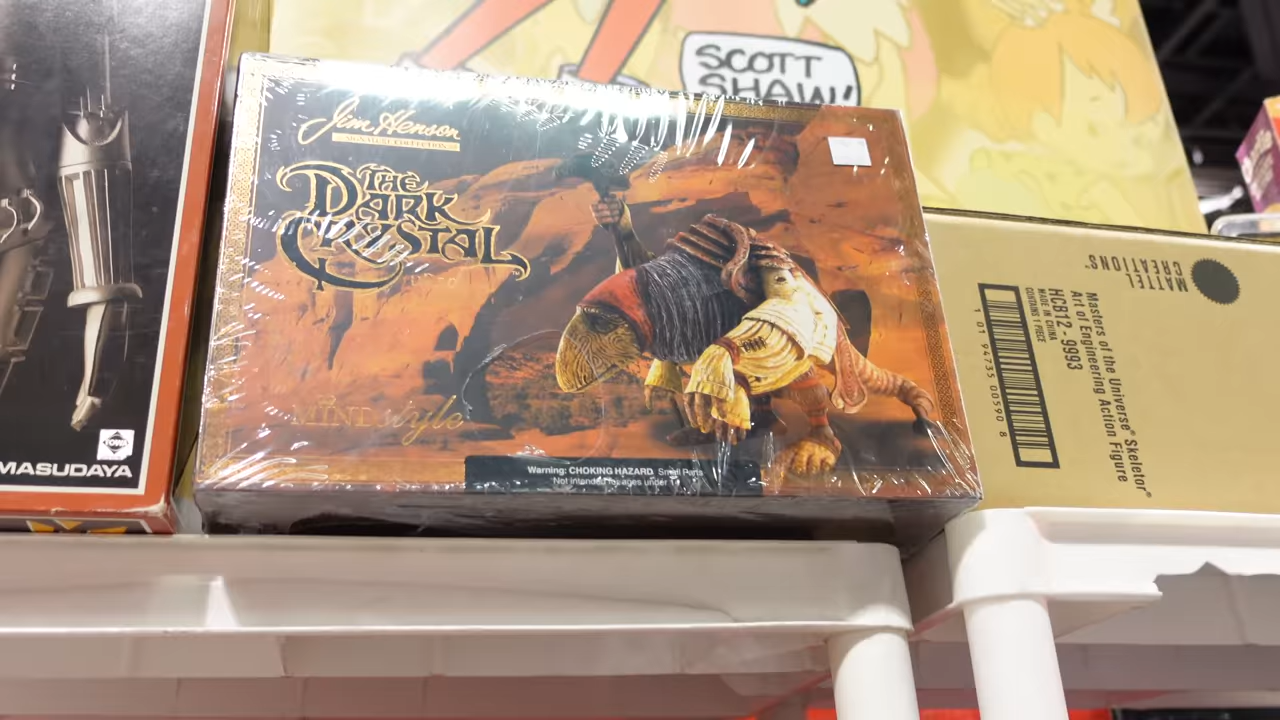 SCOTT
SHAW!
Jim Henson
SIGNATURE COLLECTION
THE
DARK
CRYSTAL
MINDstyle
Warning: CHOKING HAZARD Small Parts
Not intended for ages under
TOWA
MASUDAYA
MATTEL
CREATIONS
Masters of the Universe® Skeletor®
Art of Engineering Action Figure
HCB12-9993
MADE IN CHINA
CONTAINS 1 PIECE
1 01 94735 00590 8